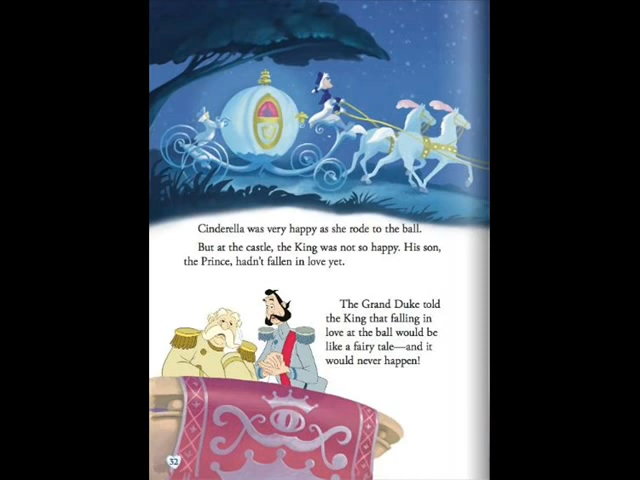 Cinderella was very happy as she rode to the ball.
But at the castle, the King was not so happy. His son,
the Prince, hadn't fallen in love yet.
The Grand Duke told
the King that falling in
love at the ball would be
like a fairy tale—and it
would never happen!
32